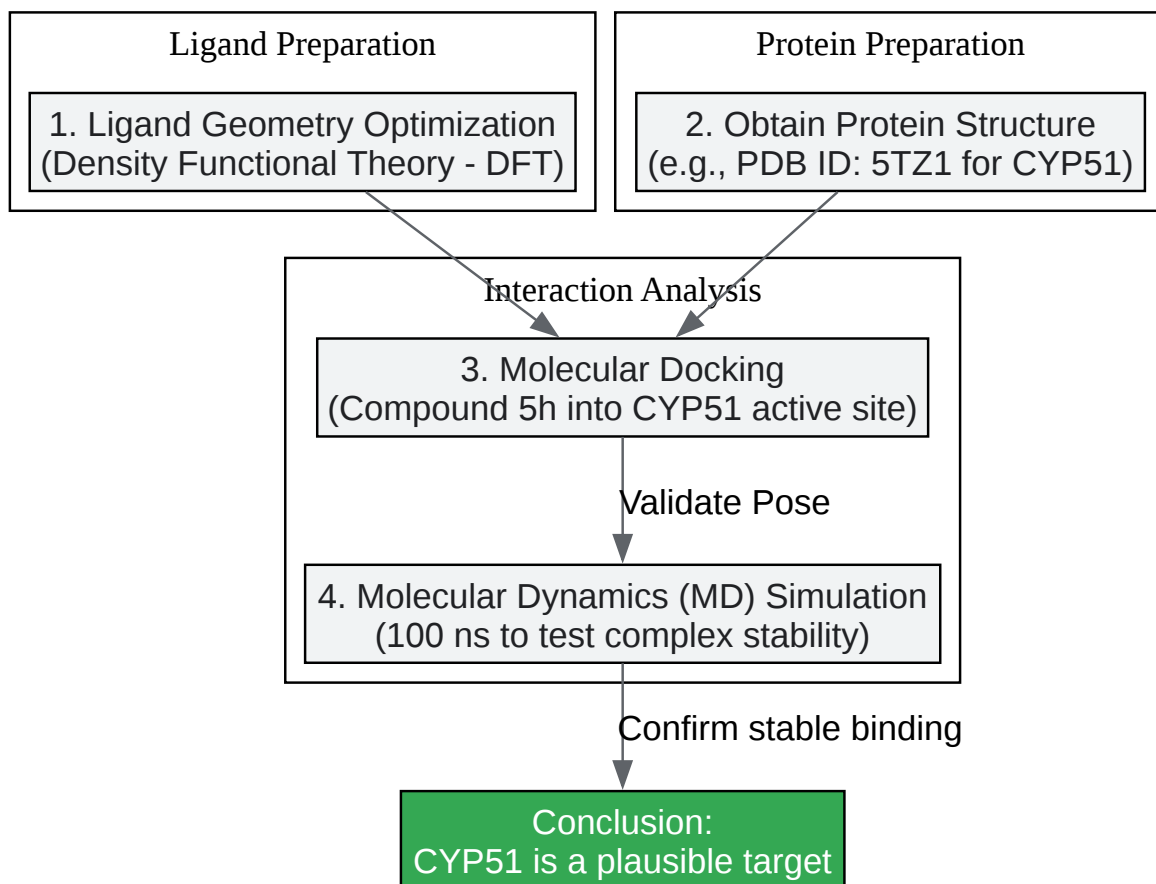 Ligand Preparation
1. Ligand Geometry Optimization
(Density Functional Theory - DFT)
Protein Preparation
2. Obtain Protein Structure
(e.g., PDB ID: 5TZ1 for CYP51)
Interaction Analysis
3. Molecular Docking
(Compound 5h into CYP51 active site)
Validate Pose
4. Molecular Dynamics (MD) Simulation
(100 ns to test complex stability)
Confirm stable binding
Conclusion:
CYP51 is a plausible target